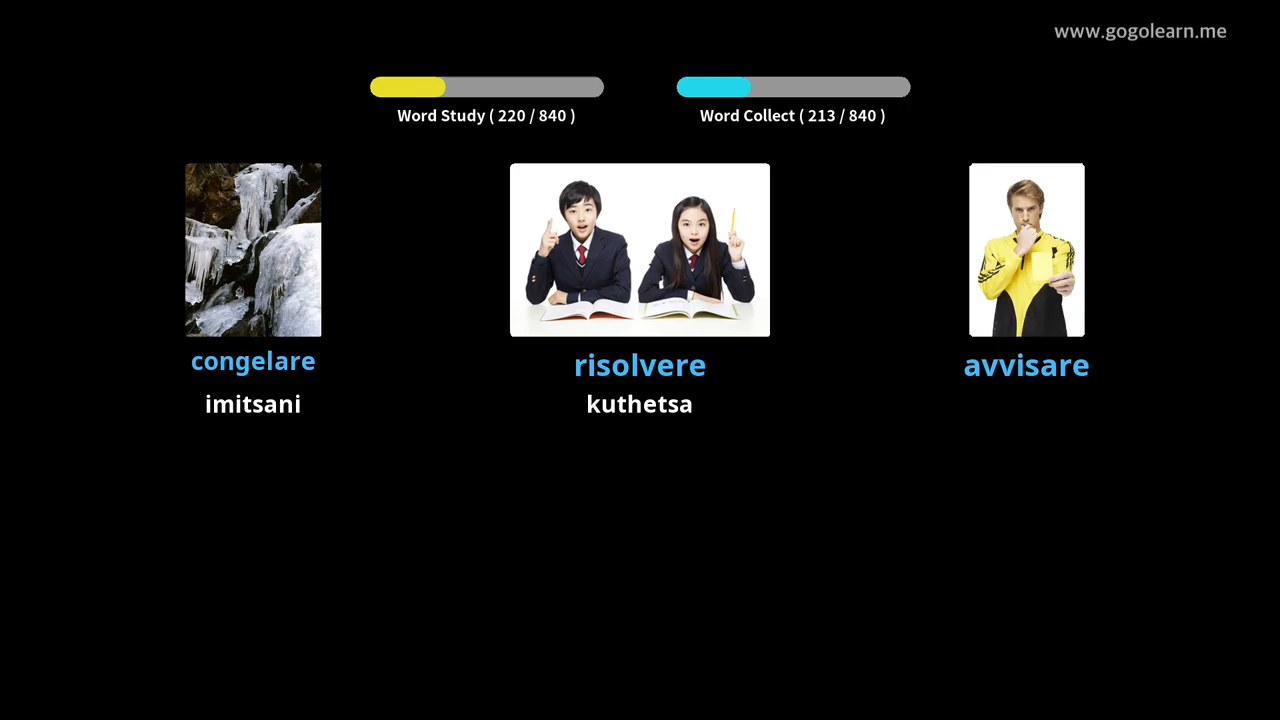 www.gogolearn.me
Word Study ( 220 / 840 )
Word Collect ( 213 / 840 )
congelare
imitsani
risolvere
kuthetsa
avvisare